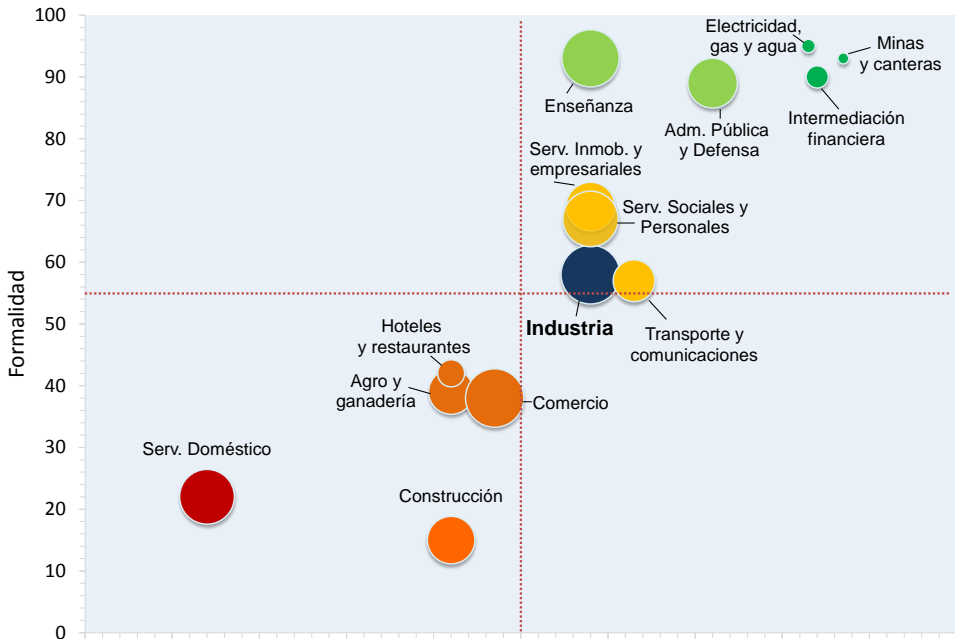 100
90
80
70
60
50
40
30
20
10
0
Formalidad
Electricidad,
gas y agua
Minas
y canteras
Enseñanza
Adm. Pública
y Defensa
Intermediación
financiera
Serv. Inmob. y
empresariales
Serv. Sociales y
Personales
Industria
Transporte y
comunicaciones
Hoteles
y restaurantes
Agro y
ganadería
Comercio
Serv. Doméstico
Construcción